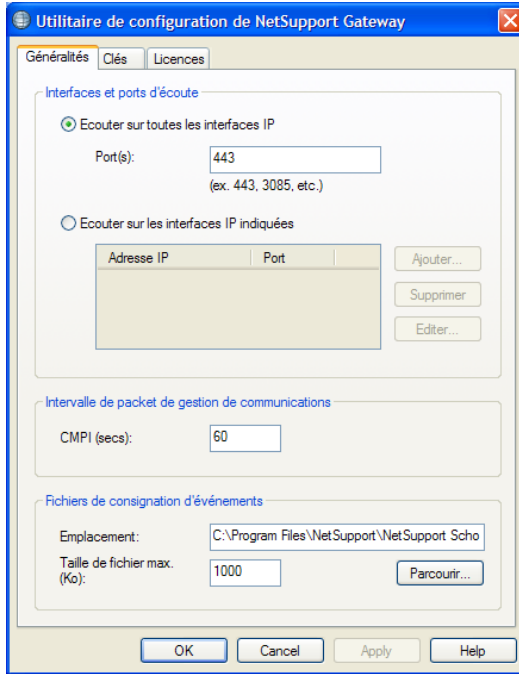 Utilitaire de configuration de NetSupport Gateway
Généralités Clés Licences
Interfaces et ports d'écoute
Ecouter sur toutes les interfaces IP
Port(s): 443
(ex. 443, 3085, etc.)
Ecouter sur les interfaces IP indiquées
Adresse IP Port
Ajouter...
Supprimer
Editer...
Intervalle de packet de gestion de communications
CMPI (secs): 60
Fichiers de consignation d'événements
Emplacement: C:\Program Files\NetSupport\NetSupport Scho
Taille de fichier max.
(Ko): 1000 Parcourir...
OK Cancel Apply Help